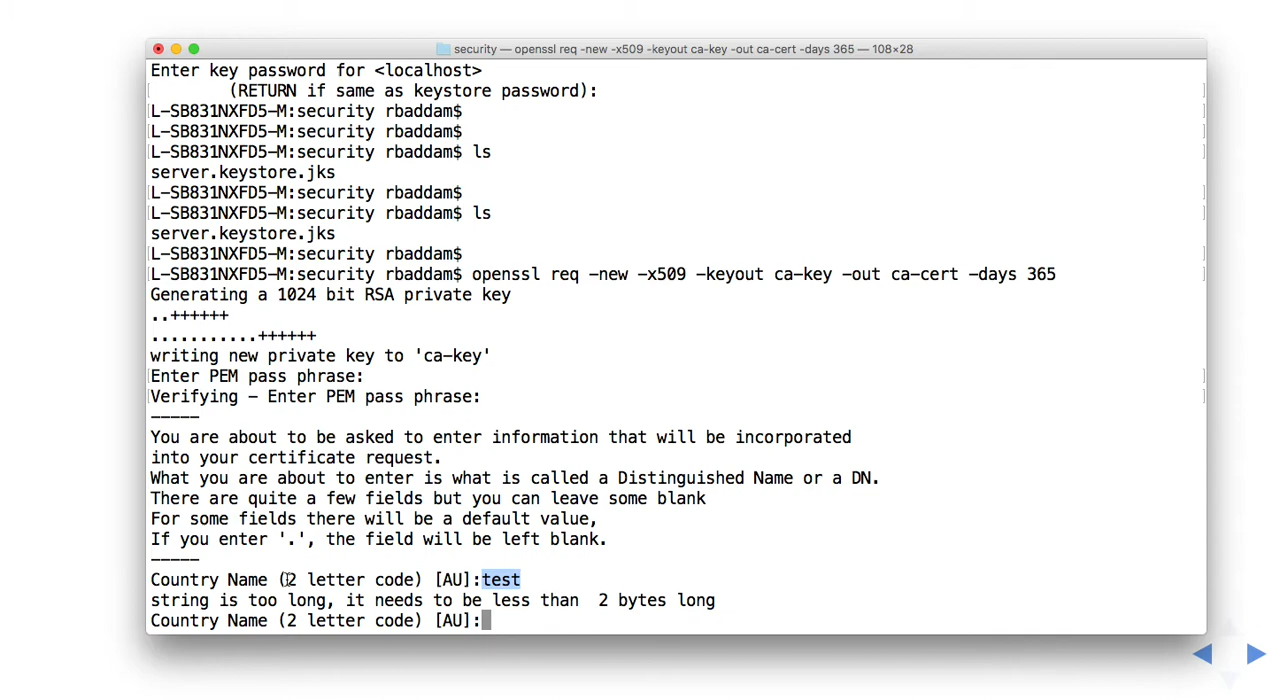 security — openssl req -new -x509 -keyout ca-key -out ca-cert -days 365 — 108×28
Enter key password for <localhost>
(RETURN if same as keystore password):
L-SB831NXFD5-M:security rbaddam$
L-SB831NXFD5-M:security rbaddam$
L-SB831NXFD5-M:security rbaddam$ ls
server.keystore.jks
L-SB831NXFD5-M:security rbaddam$
L-SB831NXFD5-M:security rbaddam$ ls
server.keystore.jks
L-SB831NXFD5-M:security rbaddam$
L-SB831NXFD5-M:security rbaddam$ openssl req -new -x509 -keyout ca-key -out ca-cert -days 365
Generating a 1024 bit RSA private key
..++++++
...........++++++
writing new private key to 'ca-key'
Enter PEM pass phrase:
Verifying - Enter PEM pass phrase:
-----
You are about to be asked to enter information that will be incorporated
into your certificate request.
What you are about to enter is what is called a Distinguished Name or a DN.
There are quite a few fields but you can leave some blank
For some fields there will be a default value,
If you enter '.', the field will be left blank.
-----
Country Name (2 letter code) [AU]:test
string is too long, it needs to be less than  2 bytes long
Country Name (2 letter code) [AU]: